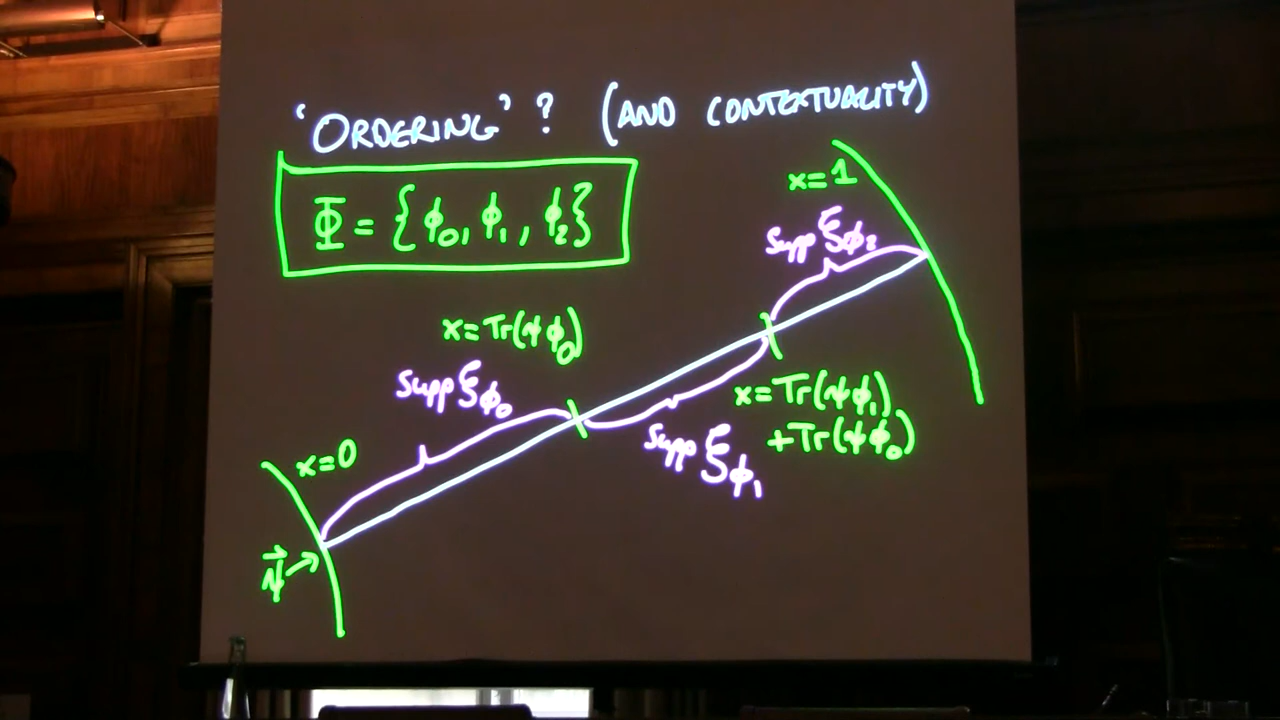 'ORDERING' ? (AND CONTEXTUALITY)
Φ = {ϕ₀, ϕ₁, ϕ₂}
x=1
Supp ξϕ₂
x=Tr(ψϕ₀)
Supp ξϕ₀
x=Tr(ψϕ₁)
+Tr(ψϕ₀)
Supp ξϕ₁
x=0
ψ⃗